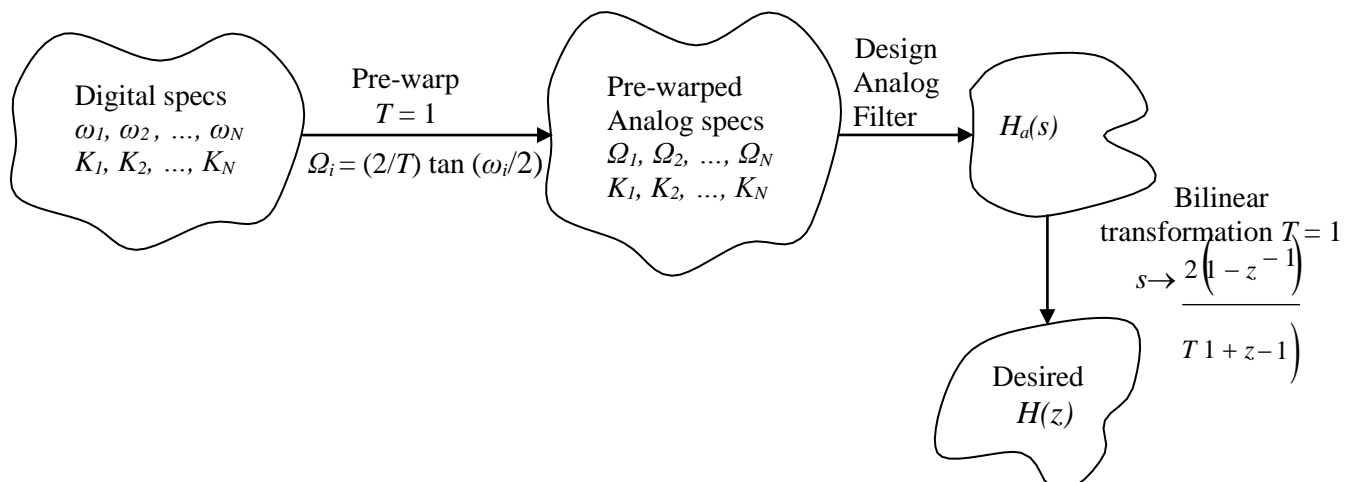 Digital specs
ω1, ω2 , ..., ωN
K1, K2, ..., KN
Pre-warp
T = 1
Ωi = (2/T) tan (ωi/2)
Pre-warped
Analog specs
Ω1, Ω2, ..., ΩN
K1, K2, ..., KN
Design
Analog
Filter
Ha(s)
Bilinear
transformation T = 1
s→ 2(1 − z − 1)
T 1 + z−1)
Desired
H(z)